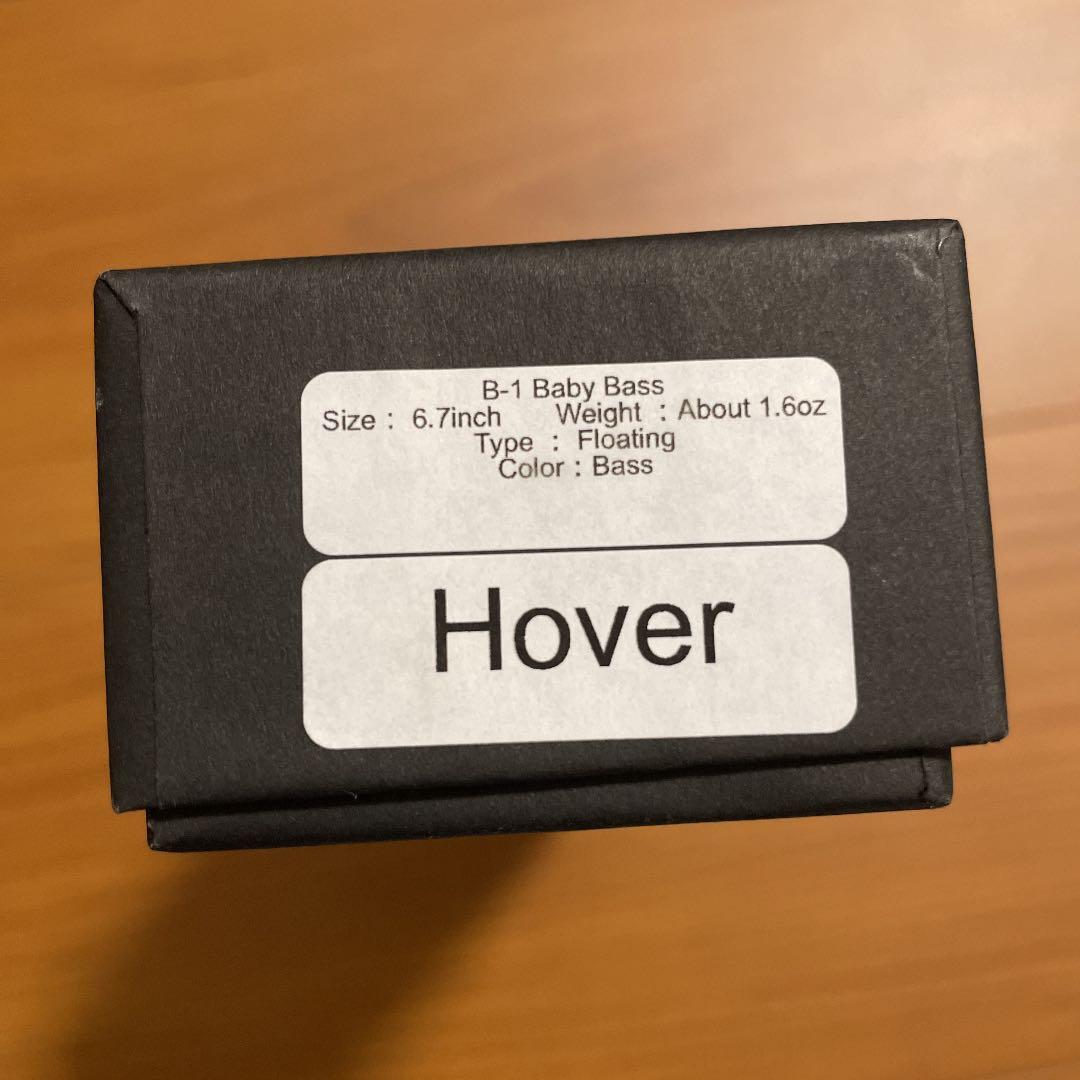 B-1 Baby Bass
Size : 6.7inch Weight : About 1.6oz
Type : Floating
Color : Bass
Hover